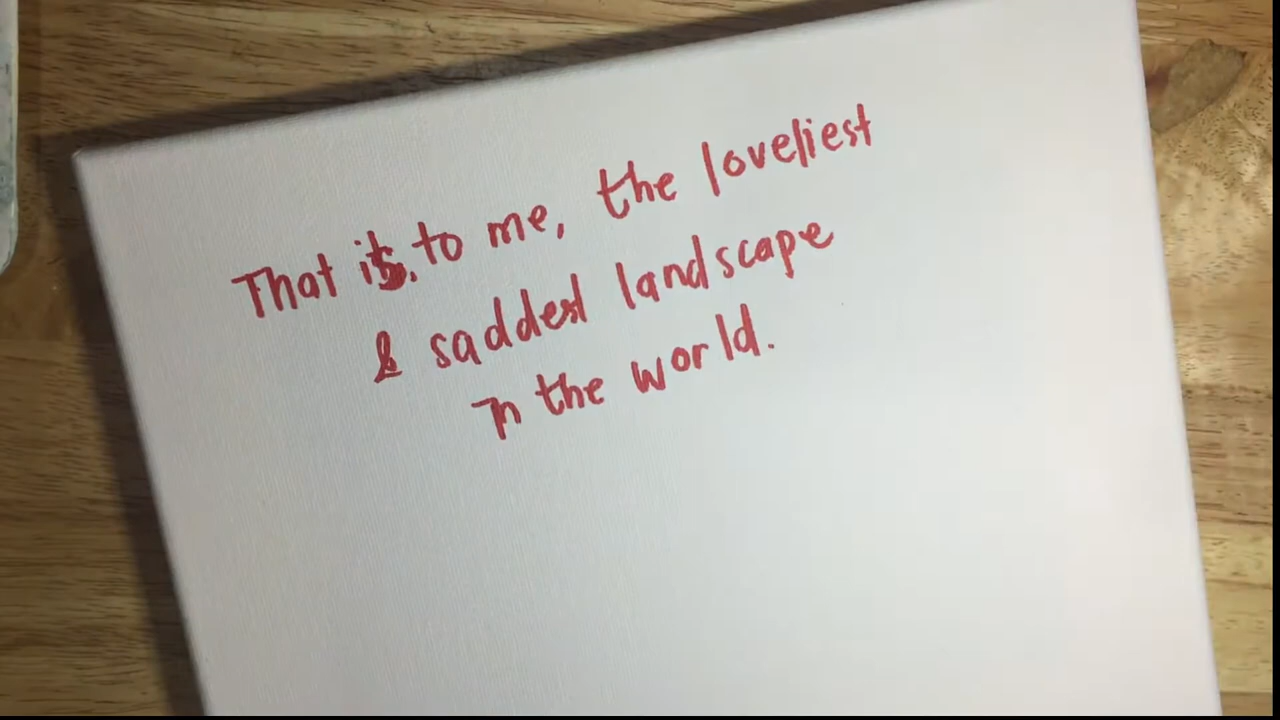 That is, to me, the loveliest
& saddest landscape
In the world.